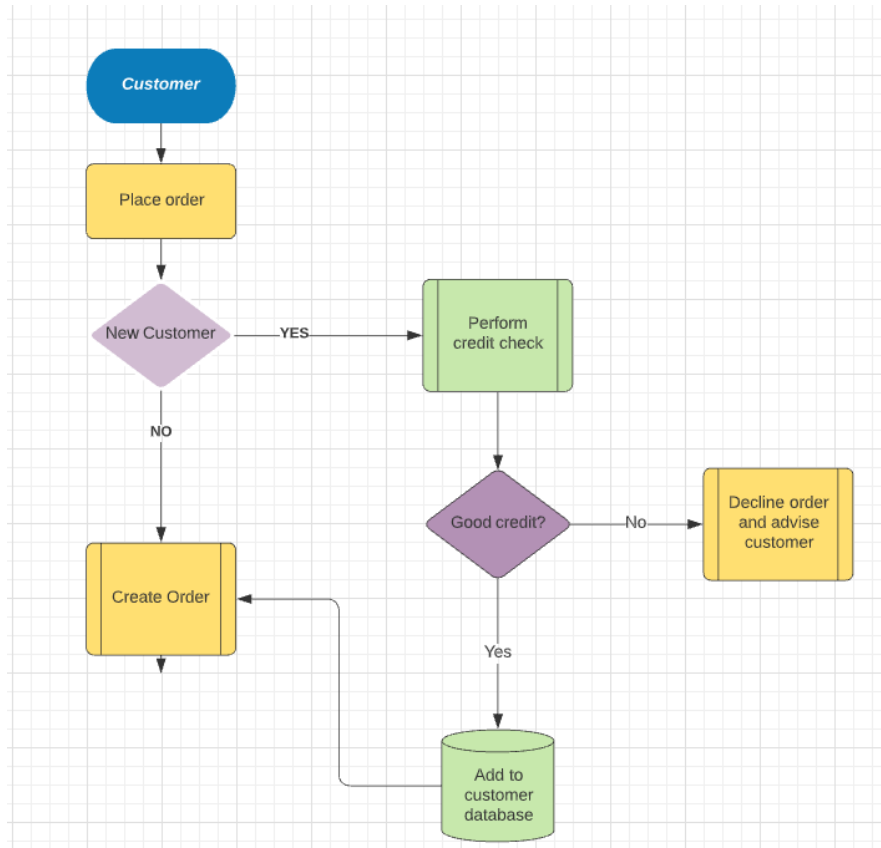 Customer
Place order
New Customer
YES
Perform
credit check
NO
Good credit?
No
Decline order
and advise
customer
Create Order
Yes
Add to
customer
database